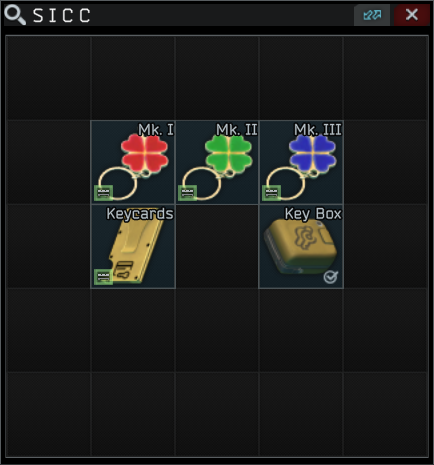 SICC
Mk. I
Mk. II
Mk. III
Keycards
Key Box